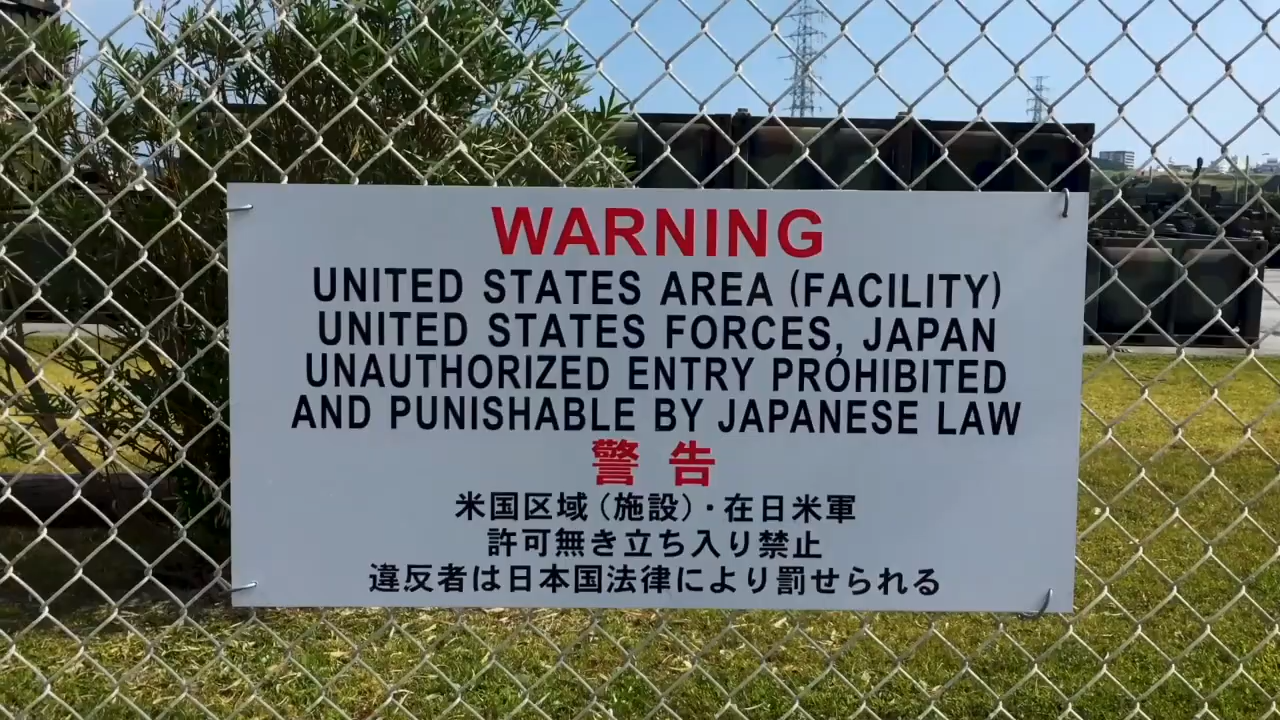 WARNING
UNITED STATES AREA (FACILITY)
UNITED STATES FORCES, JAPAN
UNAUTHORIZED ENTRY PROHIBITED
AND PUNISHABLE BY JAPANESE LAW
警告
米国区域(施設)・在日米軍
許可無き立ち入り禁止
違反者は日本国法律により罰せられる